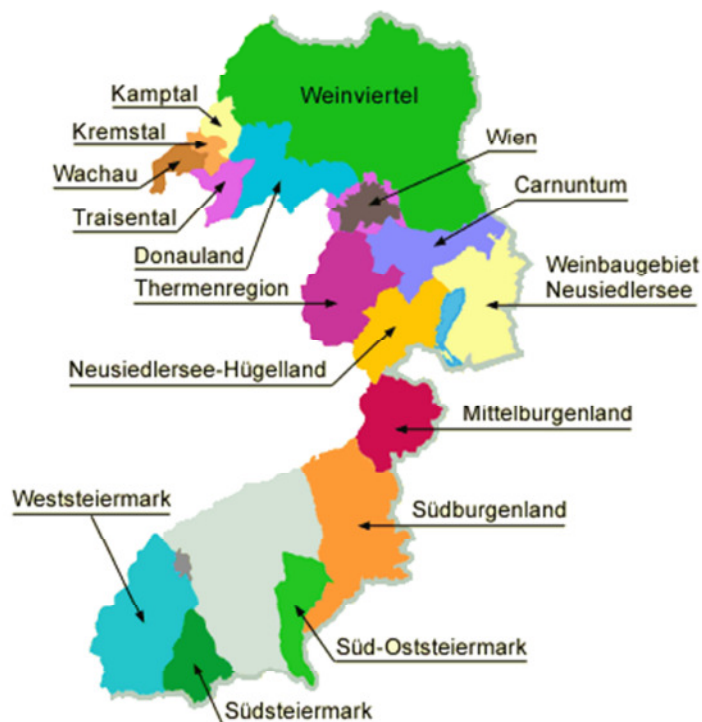 Kamptal
Weinviertel
Kremstal
Wien
Wachau
Carnuntum
Traisental
Donauland
Weinbaugebiet
Neusiedlersee
Thermenregion
Neusiedlersee-Hügelland
Mittelburgenland
Weststeiermark
Südburgenland
Süd-Oststeiermark
Südsteiermark